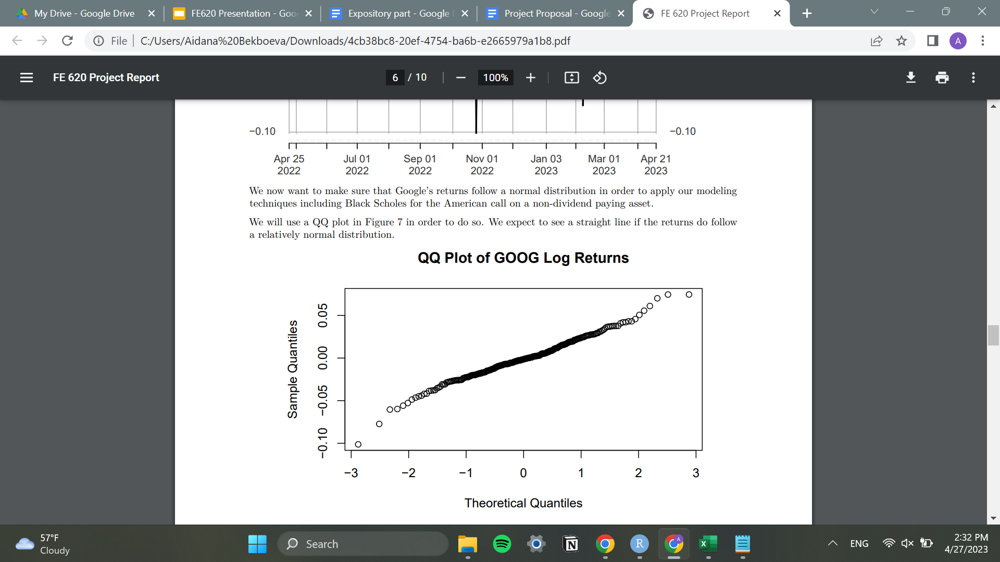 My Drive - Google Drive
FE620 Presentation - Goo
Expository part - Google
Project Proposal - Google
FE 620 Project Report
File
C:/Users/Aidana%20Bekboeva/Downloads/4cb38bc8-20ef-4754-ba6b-e2665979a1b8.pdf
A
FE 620 Project Report
6 / 10
100%
−0.10
−0.10
Apr 25 Jul 01 Sep 01 Nov 01 Jan 03 Mar 01 Apr 21
2022 2022 2022 2022 2023 2023 2023
We now want to make sure that Google's returns follow a normal distribution in order to apply our modeling
techniques including Black Scholes for the American call on a non-dividend paying asset.
We will use a QQ plot in Figure 7 in order to do so. We expect to see a straight line if the returns do follow
a relatively normal distribution.
QQ Plot of GOOG Log Returns
Sample Quantiles
0.05
0.00
−0.05
−0.10
−3 −2 −1 0 1 2 3
Theoretical Quantiles
57°F
Cloudy
Search
N
R
A
X
ENG
2:32 PM
4/27/2023